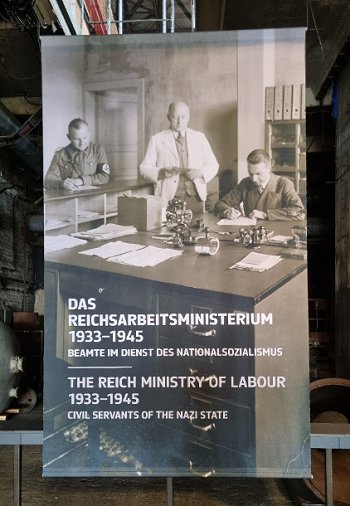 DAS
REICHSARBEITSMINISTERIUM
1933–1945
BEAMTE IM DIENST DES NATIONALSOZIALISMUS
THE REICH MINISTRY OF LABOUR
1933–1945
CIVIL SERVANTS OF THE NAZI STATE